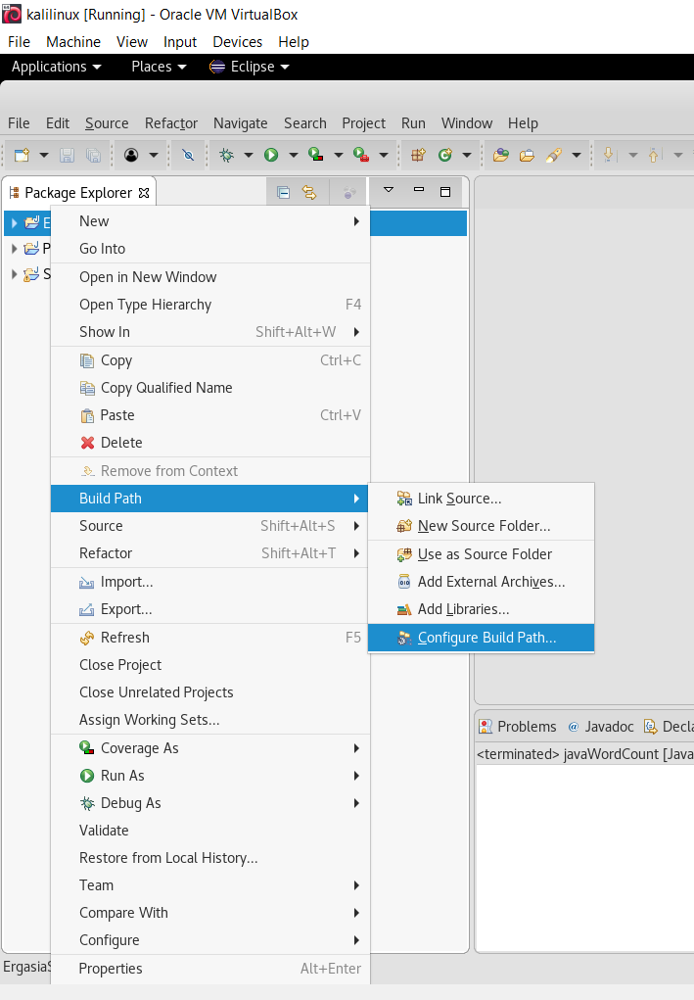 kalilinux [Running] - Oracle VM VirtualBox
File Machine View Input Devices Help
Applications Places Eclipse
File Edit Source Refactor Navigate Search Project Run Window Help
Package Explorer
E
P
S
New
Go Into
Open in New Window
Open Type Hierarchy F4
Show In Shift+Alt+W
Copy Ctrl+C
Copy Qualified Name
Paste Ctrl+V
Delete
Remove from Context
Build Path
Source Shift+Alt+S
Refactor Shift+Alt+T
Import...
Export...
Refresh F5
Close Project
Close Unrelated Projects
Assign Working Sets...
Coverage As
Run As
Debug As
Validate
Restore from Local History...
Team
Compare With
Configure
Properties Alt+Enter
Link Source...
New Source Folder...
Use as Source Folder
Add External Archives...
Add Libraries...
Configure Build Path...
Problems @ Javadoc Decla
<terminated> javaWordCount [Java
ErgasiaS